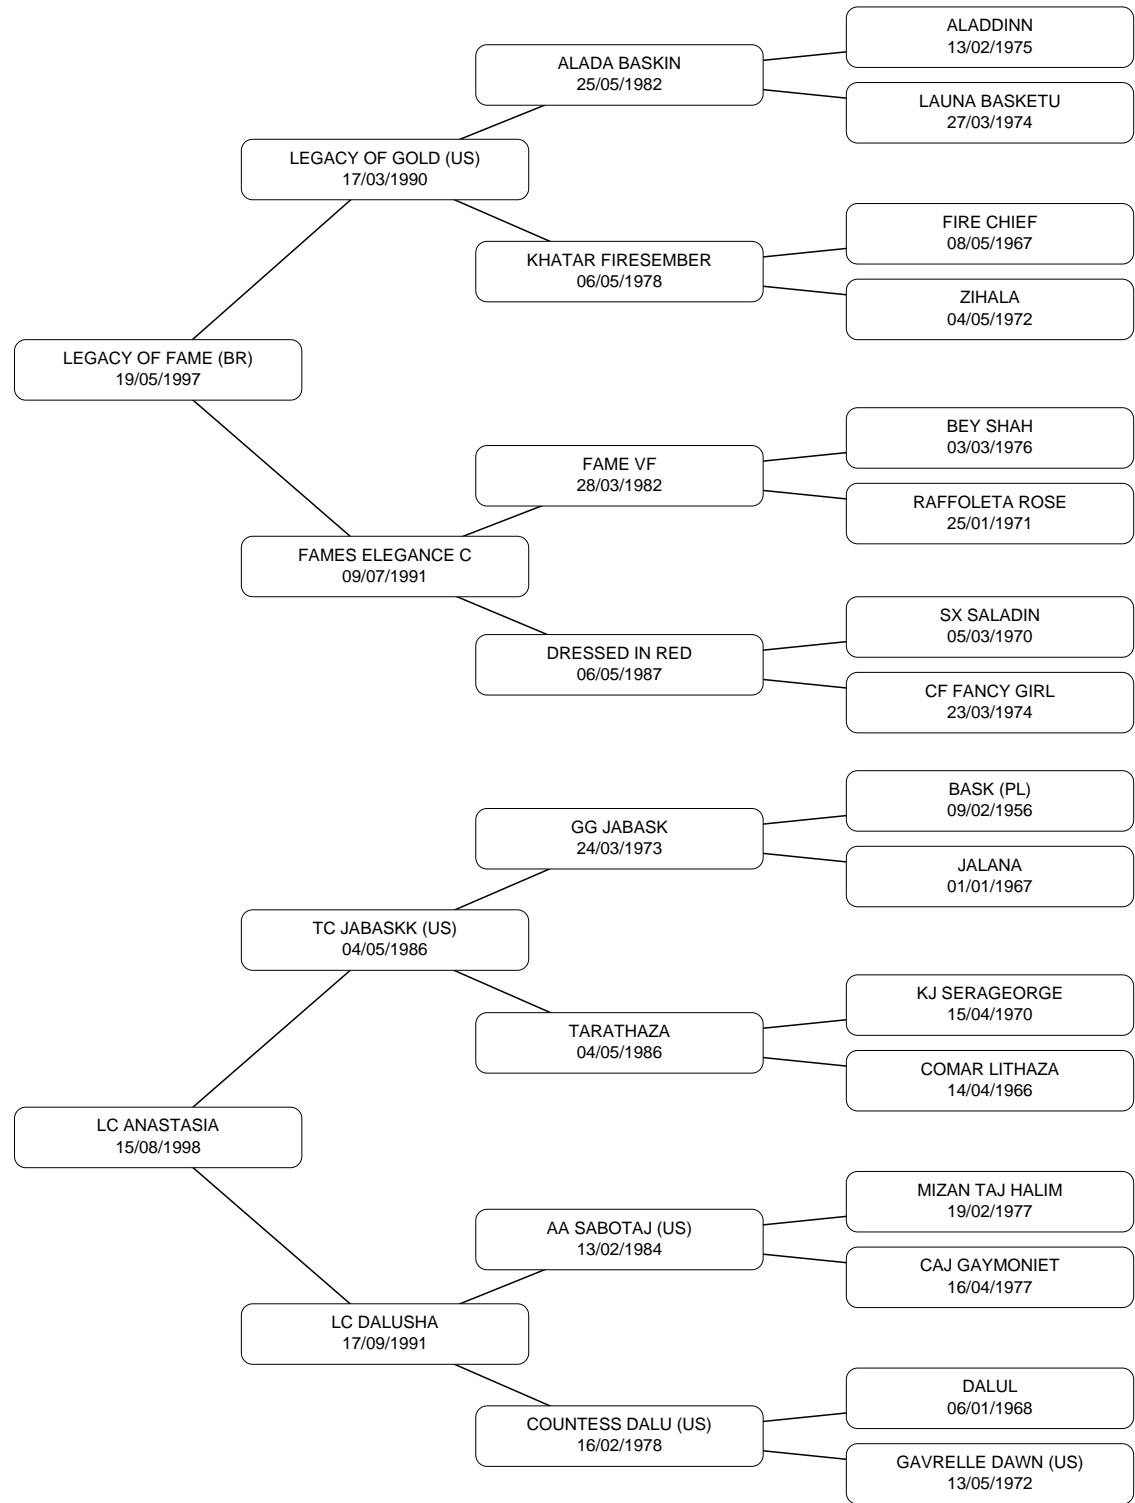 ALADDINN
13/02/1975
ALADA BASKIN
25/05/1982
LAUNA BASKETU
27/03/1974
LEGACY OF GOLD (US)
17/03/1990
FIRE CHIEF
08/05/1967
KHATAR FIRESEMBER
06/05/1978
ZIHALA
04/05/1972
LEGACY OF FAME (BR)
19/05/1997
BEY SHAH
03/03/1976
FAME VF
28/03/1982
RAFFOLETA ROSE
25/01/1971
FAMES ELEGANCE C
09/07/1991
SX SALADIN
05/03/1970
DRESSED IN RED
06/05/1987
CF FANCY GIRL
23/03/1974
BASK (PL)
09/02/1956
GG JABASK
24/03/1973
JALANA
01/01/1967
TC JABASKK (US)
04/05/1986
KJ SERAGEORGE
15/04/1970
TARATHAZA
04/05/1986
COMAR LITHAZA
14/04/1966
LC ANASTASIA
15/08/1998
MIZAN TAJ HALIM
19/02/1977
AA SABOTAJ (US)
13/02/1984
CAJ GAYMONIET
16/04/1977
LC DALUSHA
17/09/1991
DALUL
06/01/1968
COUNTESS DALU (US)
16/02/1978
GAVRELLE DAWN (US)
13/05/1972